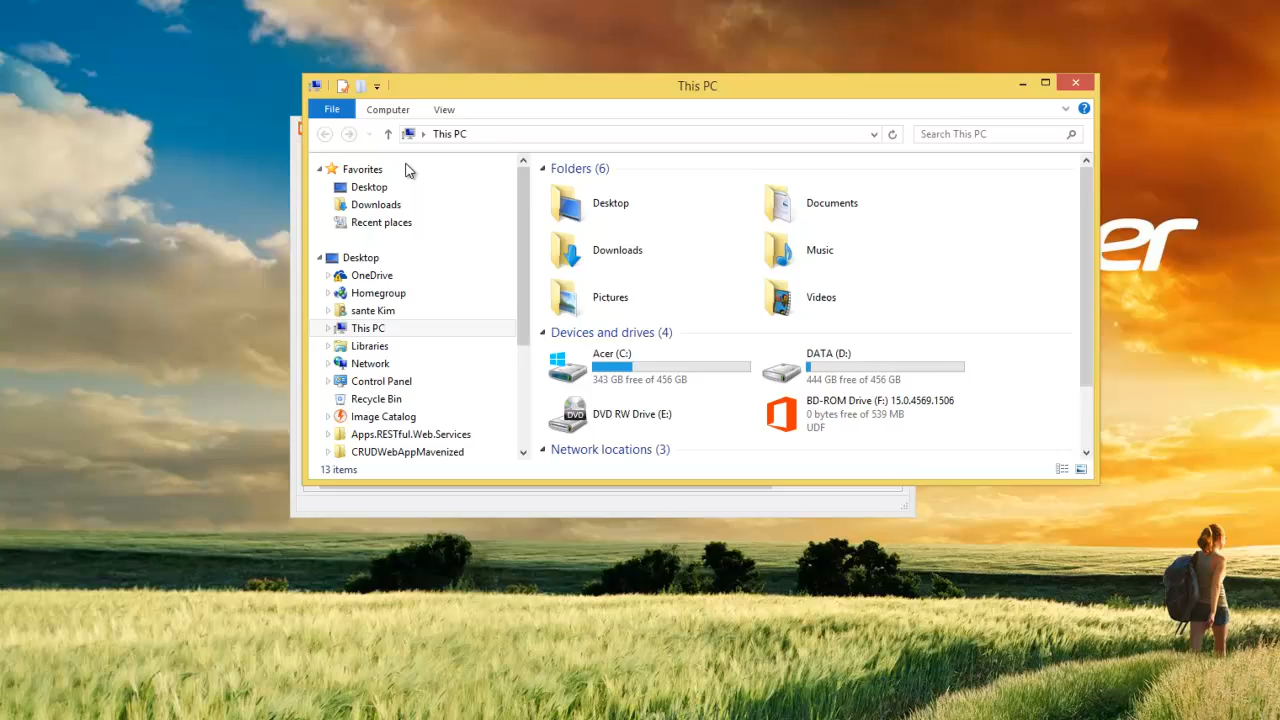 This PC
File
Computer
View
This PC
Search This PC
Favorites
Desktop
Downloads
Recent places
Desktop
OneDrive
Homegroup
sante Kim
This PC
Libraries
Network
Control Panel
Recycle Bin
Image Catalog
Apps.RESTful.Web.Services
CRUDWebAppMavenized
Folders (6)
Desktop
Documents
Downloads
Music
Pictures
Videos
Devices and drives (4)
Acer (C:)
343 GB free of 456 GB
DATA (D:)
444 GB free of 456 GB
DVD
DVD RW Drive (E:)
BD-ROM Drive (F:) 15.0.4569.1506
0 bytes free of 539 MB
UDF
Network locations (3)
13 items
er